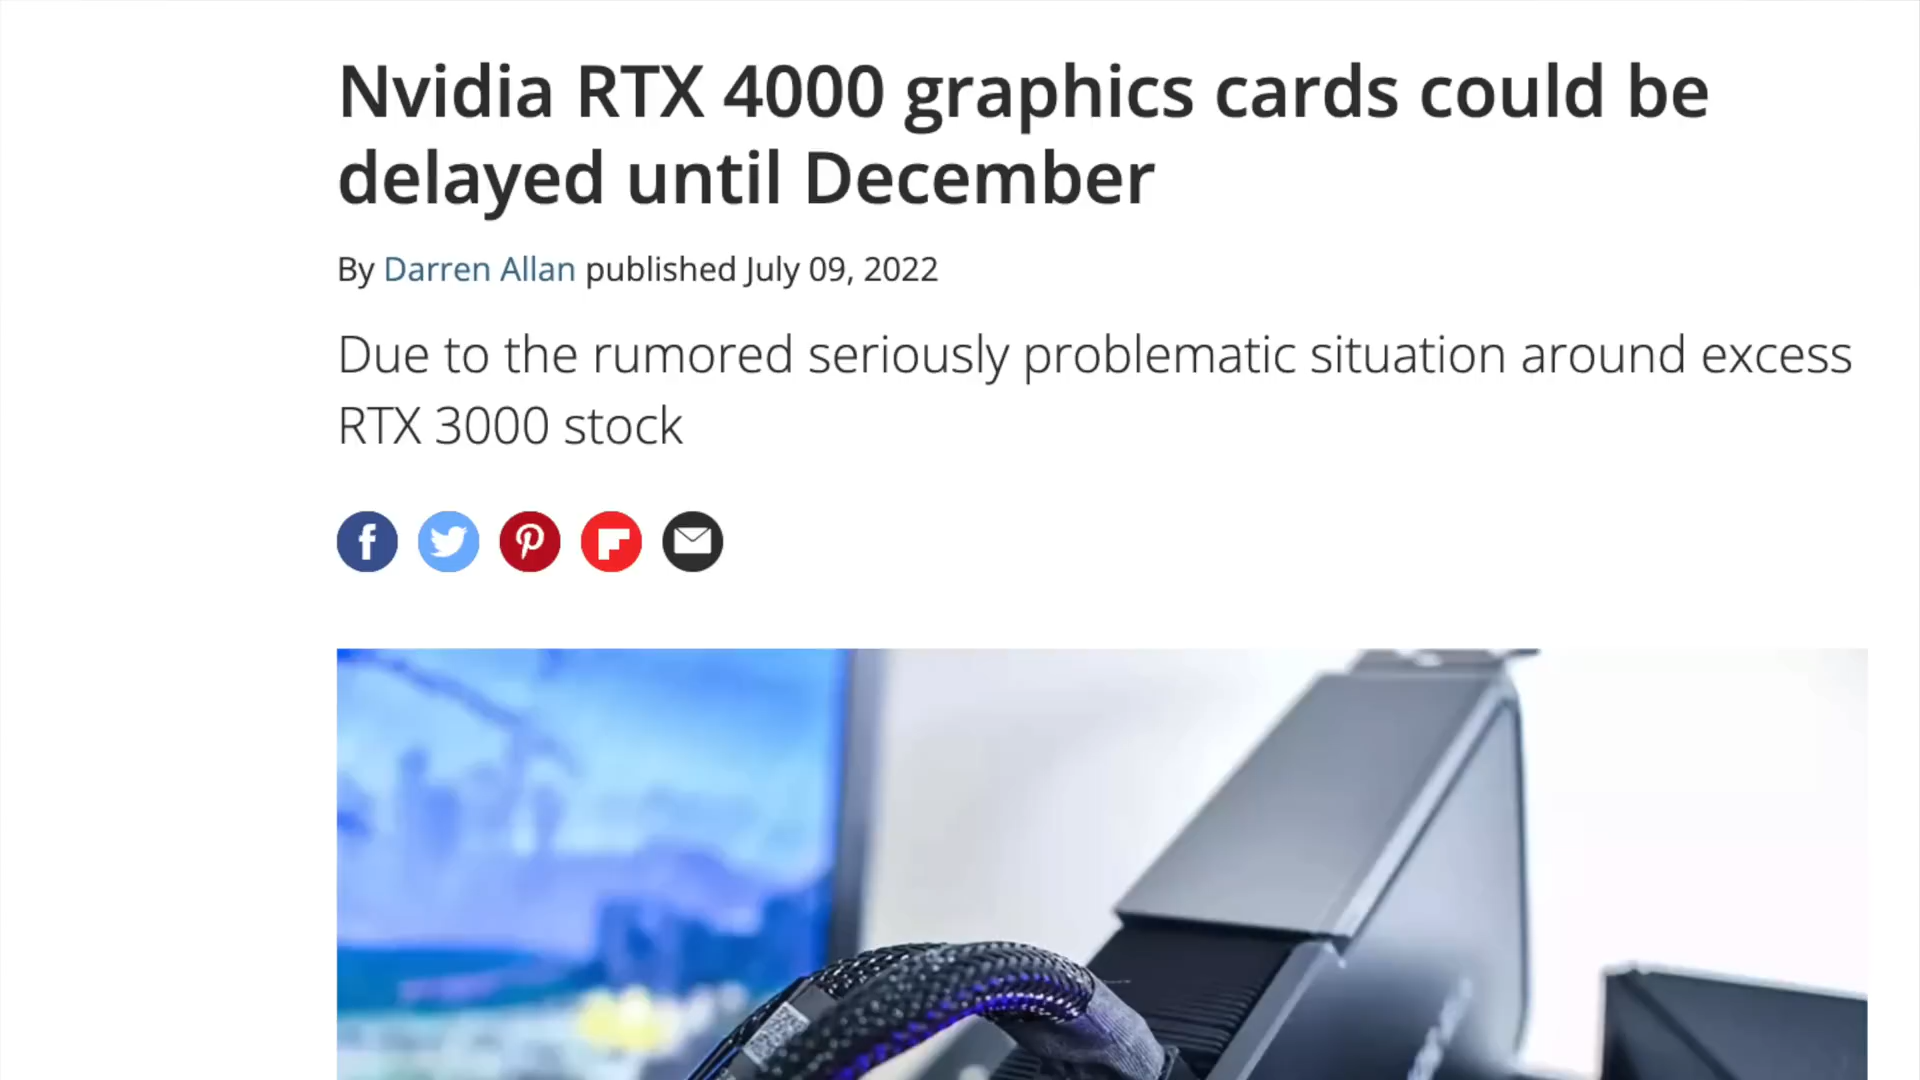 Nvidia RTX 4000 graphics cards could be
delayed until December
By Darren Allan published July 09, 2022
Due to the rumored seriously problematic situation around excess
RTX 3000 stock